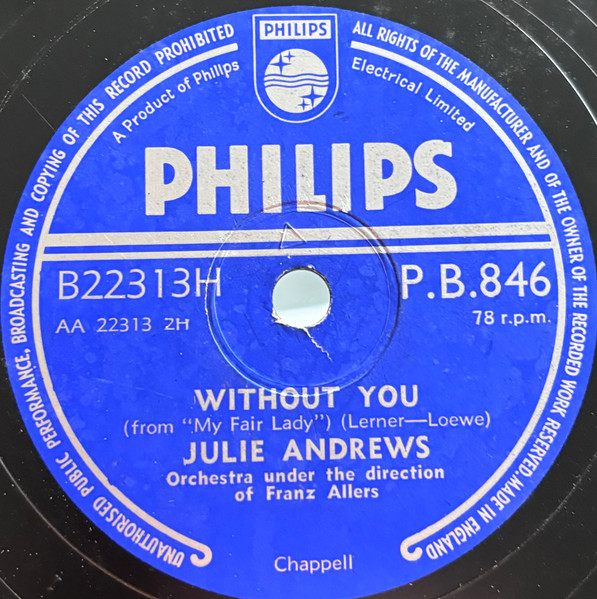 PHILIPS
UNAUTHORISED PUBLIC PERFORMANCE, BROADCASTING AND COPYING OF THIS RECORD PROHIBITED
ALL RIGHTS OF THE MANUFACTURER AND OF THE OWNER OF THE RECORDED WORK RESERVED. MADE IN ENGLAND
A Product of Philips Electrical Limited
PHILIPS
B22313H P.B.846
AA 22313 2H 78 r.p.m.
WITHOUT YOU
(from "My Fair Lady") (Lerner—Loewe)
JULIE ANDREWS
Orchestra under the direction
of Franz Allers
Chappell